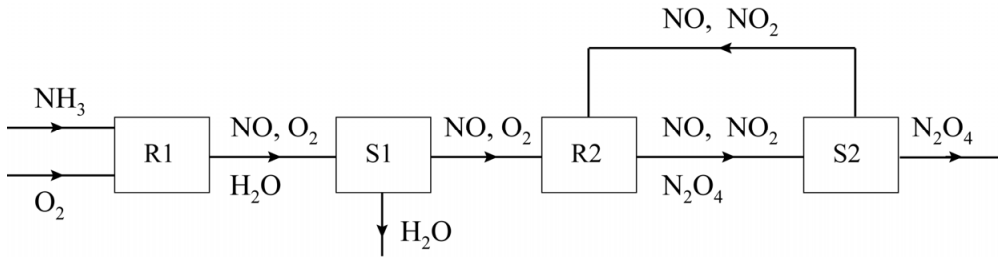 NO, NO₂
NH₃
O₂
R1
NO, O₂
H₂O
S1
H₂O
NO, O₂
R2
NO, NO₂
N₂O₄
S2
N₂O₄